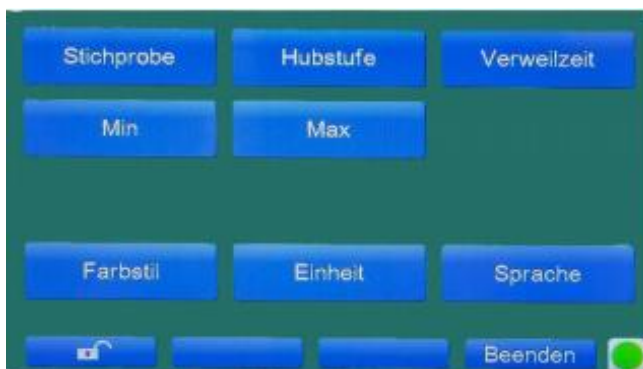 Stichprobe Hubstufe Verweilzeit
Min Max
Farbstil Einheit Sprache
Beenden